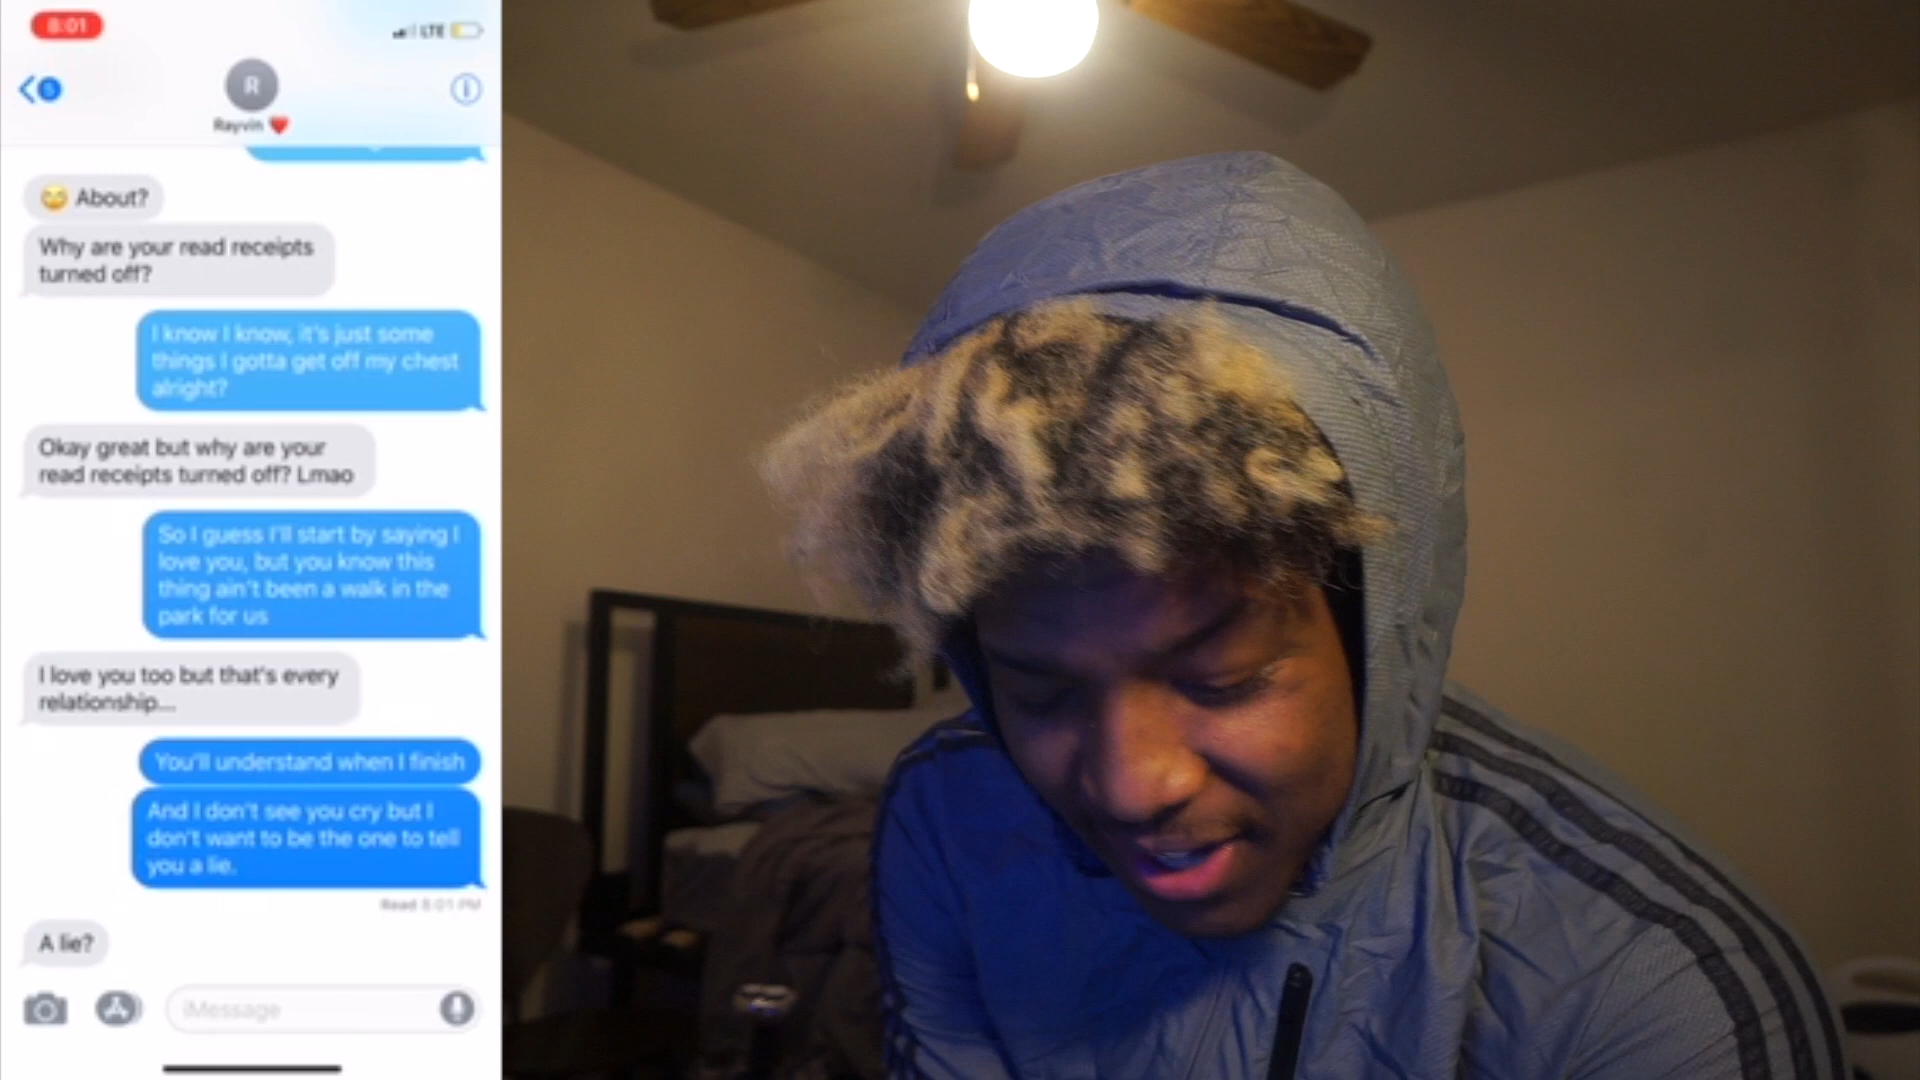 8:01
LTE
R
Rayvin ❤️
🙄 About?
Why are your read receipts
turned off?
I know I know, it's just some
things I gotta get off my chest
alright?
Okay great but why are your
read receipts turned off? Lmao
So I guess I'll start by saying I
love you, but you know this
thing ain't been a walk in the
park for us
I love you too but that's every
relationship...
You'll understand when I finish
And I don't see you cry but I
don't want to be the one to tell
you a lie.
Read 8:01 PM
A lie?
iMessage